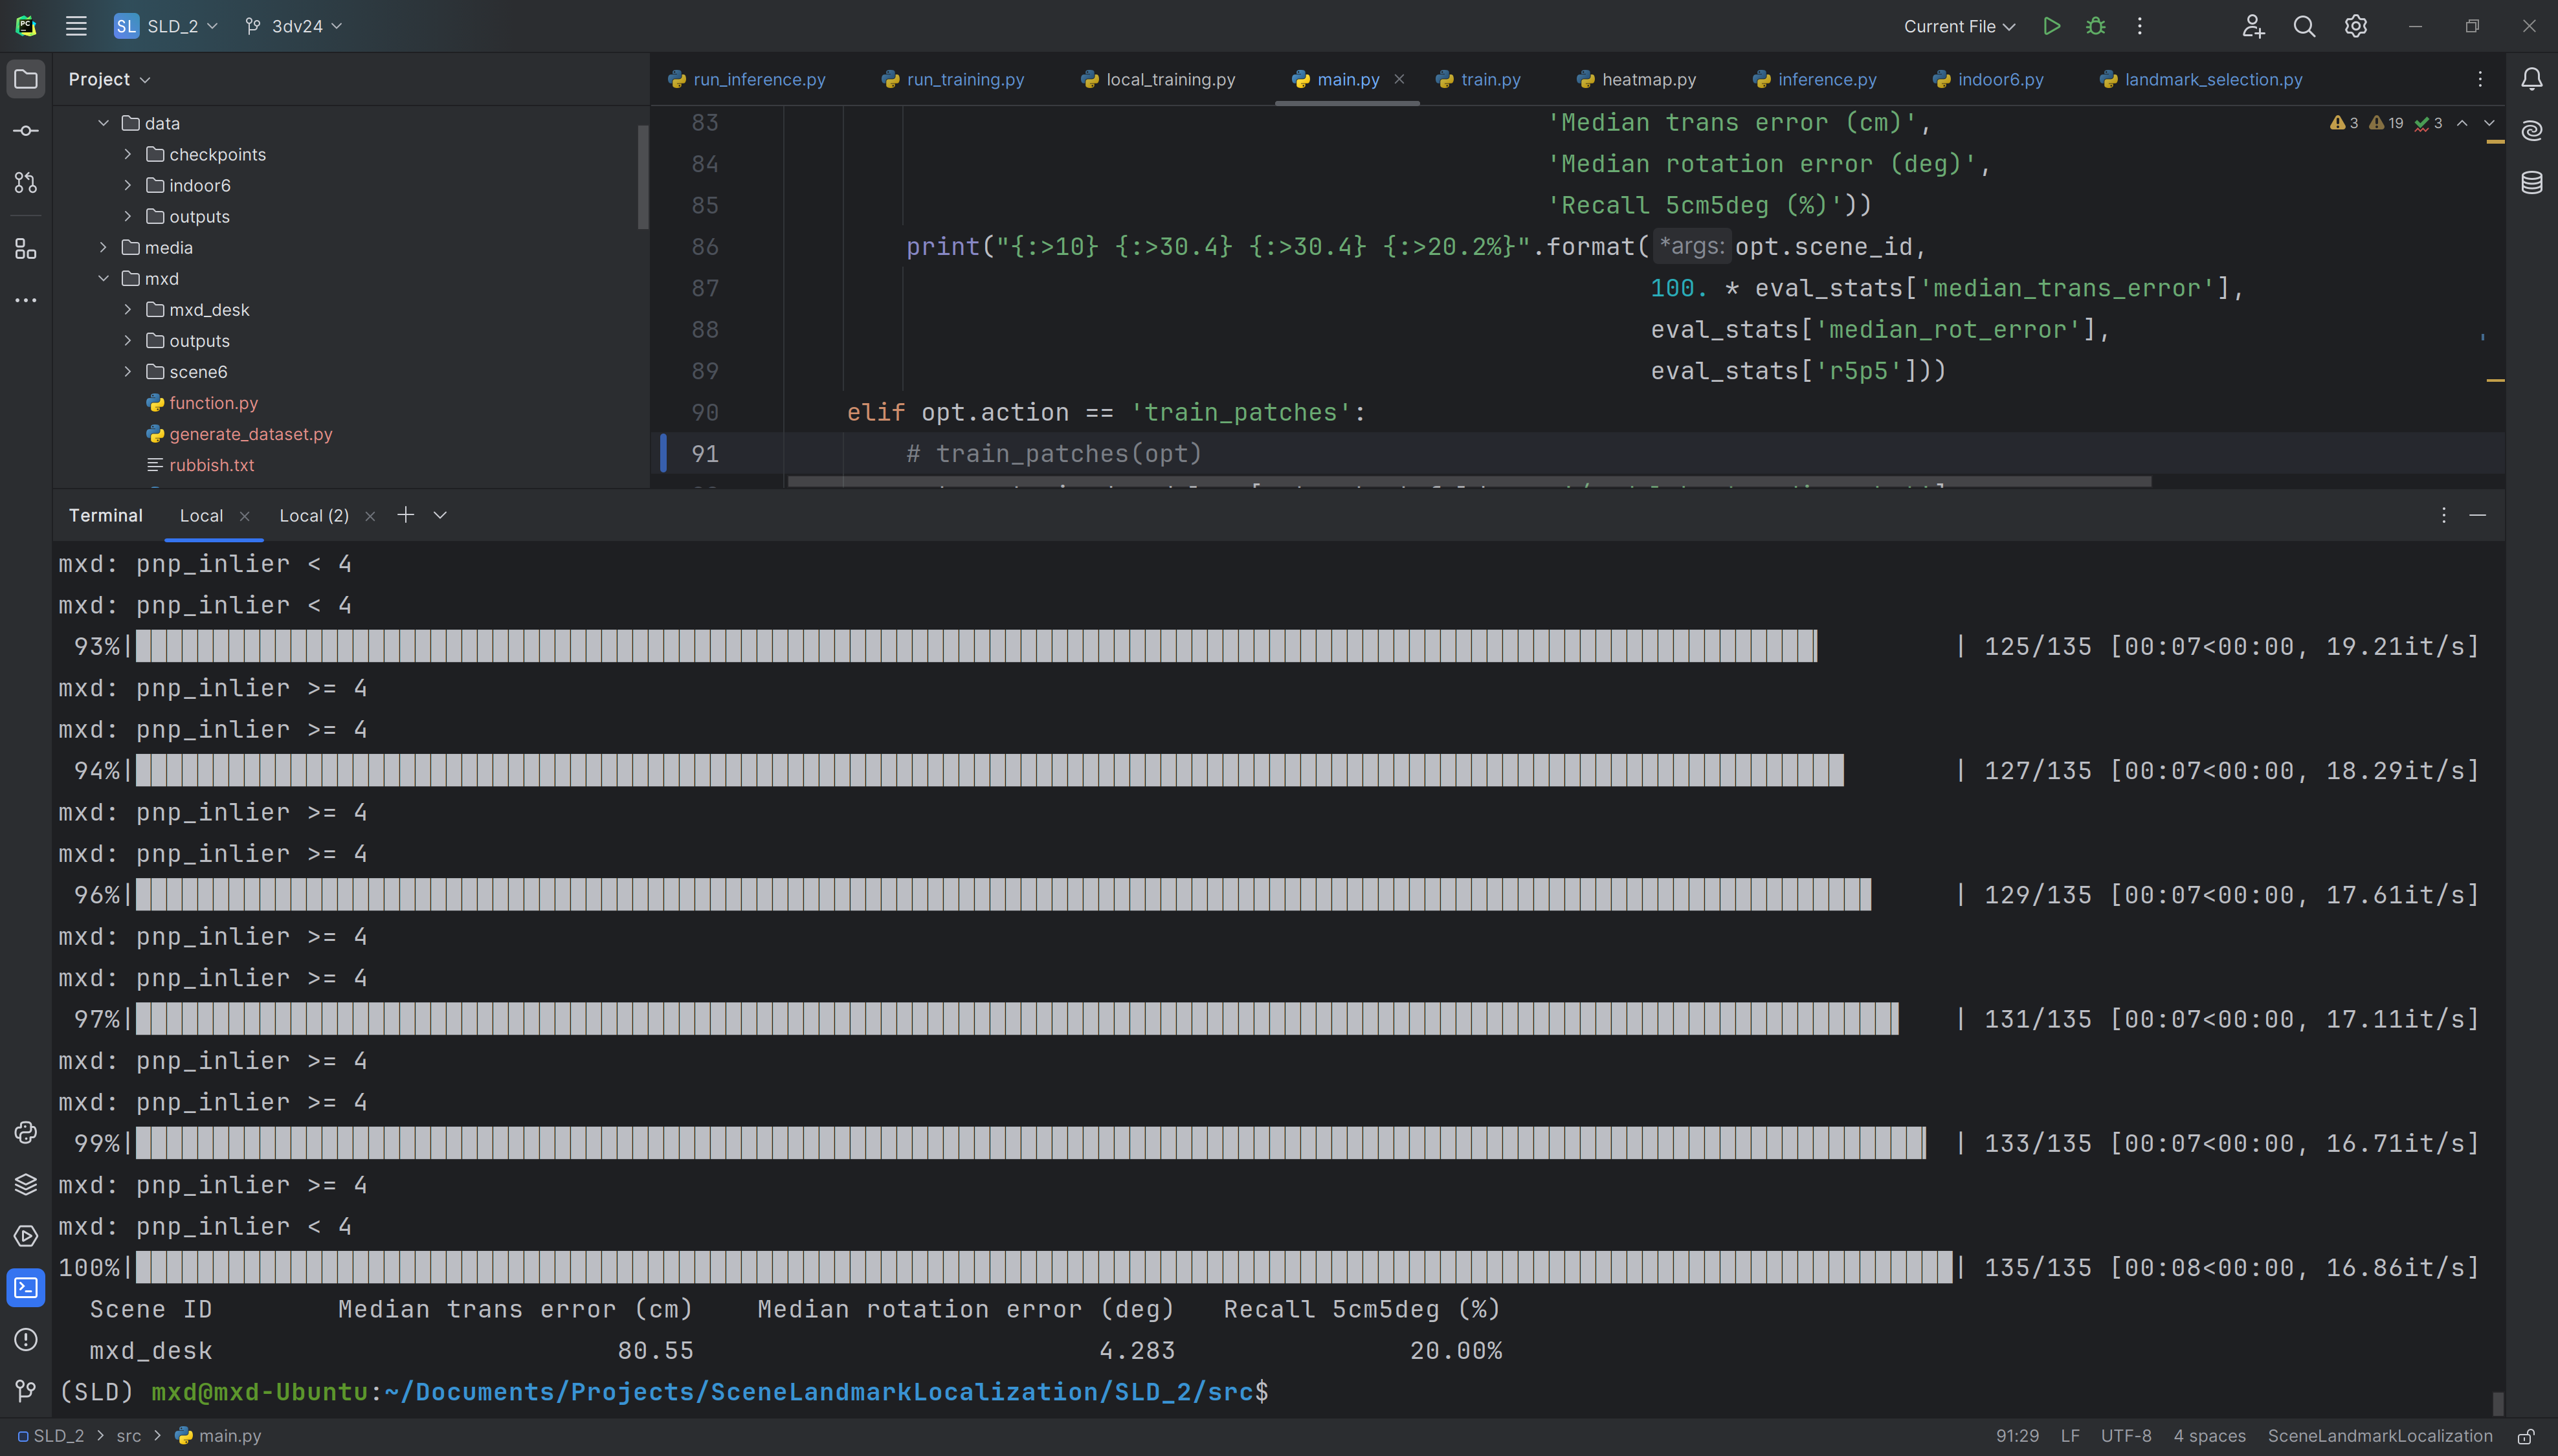 PC
SL SLD_2
3dv24
Current File
Project
run_inference.py
run_training.py
local_training.py
main.py
train.py
heatmap.py
inference.py
indoor6.py
landmark_selection.py
data
checkpoints
indoor6
outputs
media
mxd
mxd_desk
outputs
scene6
function.py
generate_dataset.py
rubbish.txt
3 19 3
83 'Median trans error (cm)',
84 'Median rotation error (deg)',
85 'Recall 5cm5deg (%)'))
86 print("{:>10} {:>30.4} {:>30.4} {:>20.2%}".format( *args: opt.scene_id,
87 100. * eval_stats['median_trans_error'],
88 eval_stats['median_rot_error'],
89 eval_stats['r5p5']))
90 elif opt.action == 'train_patches':
91 # train_patches(opt)
Terminal
Local
Local (2)
mxd: pnp_inlier < 4
mxd: pnp_inlier < 4
93%| | 125/135 [00:07<00:00, 19.21it/s]
mxd: pnp_inlier >= 4
mxd: pnp_inlier >= 4
94%| | 127/135 [00:07<00:00, 18.29it/s]
mxd: pnp_inlier >= 4
mxd: pnp_inlier >= 4
96%| | 129/135 [00:07<00:00, 17.61it/s]
mxd: pnp_inlier >= 4
mxd: pnp_inlier >= 4
97%| | 131/135 [00:07<00:00, 17.11it/s]
mxd: pnp_inlier >= 4
mxd: pnp_inlier >= 4
99%| | 133/135 [00:07<00:00, 16.71it/s]
mxd: pnp_inlier >= 4
mxd: pnp_inlier < 4
100%| | 135/135 [00:08<00:00, 16.86it/s]
Scene ID Median trans error (cm) Median rotation error (deg) Recall 5cm5deg (%)
mxd_desk 80.55 4.283 20.00%
(SLD) mxd@mxd-Ubuntu:~/Documents/Projects/SceneLandmarkLocalization/SLD_2/src$
SLD_2 > src > main.py
91:29 LF UTF-8 4 spaces SceneLandmarkLocalization